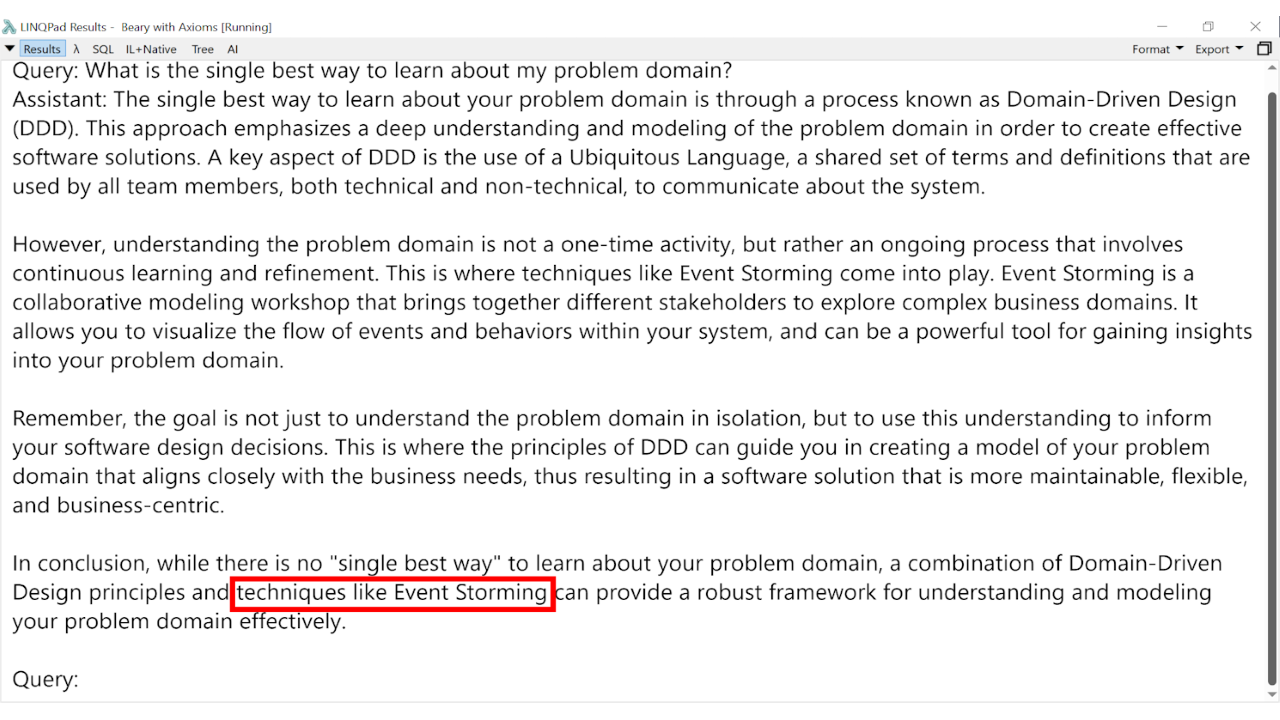 LINQPad Results - Beary with Axioms [Running]
Results λ SQL IL+Native Tree AI Format Export
Query: What is the single best way to learn about my problem domain?
Assistant: The single best way to learn about your problem domain is through a process known as Domain-Driven Design
(DDD). This approach emphasizes a deep understanding and modeling of the problem domain in order to create effective
software solutions. A key aspect of DDD is the use of a Ubiquitous Language, a shared set of terms and definitions that are
used by all team members, both technical and non-technical, to communicate about the system.
However, understanding the problem domain is not a one-time activity, but rather an ongoing process that involves
continuous learning and refinement. This is where techniques like Event Storming come into play. Event Storming is a
collaborative modeling workshop that brings together different stakeholders to explore complex business domains. It
allows you to visualize the flow of events and behaviors within your system, and can be a powerful tool for gaining insights
into your problem domain.
Remember, the goal is not just to understand the problem domain in isolation, but to use this understanding to inform
your software design decisions. This is where the principles of DDD can guide you in creating a model of your problem
domain that aligns closely with the business needs, thus resulting in a software solution that is more maintainable, flexible,
and business-centric.
In conclusion, while there is no "single best way" to learn about your problem domain, a combination of Domain-Driven
Design principles and techniques like Event Storming can provide a robust framework for understanding and modeling
your problem domain effectively.
Query: